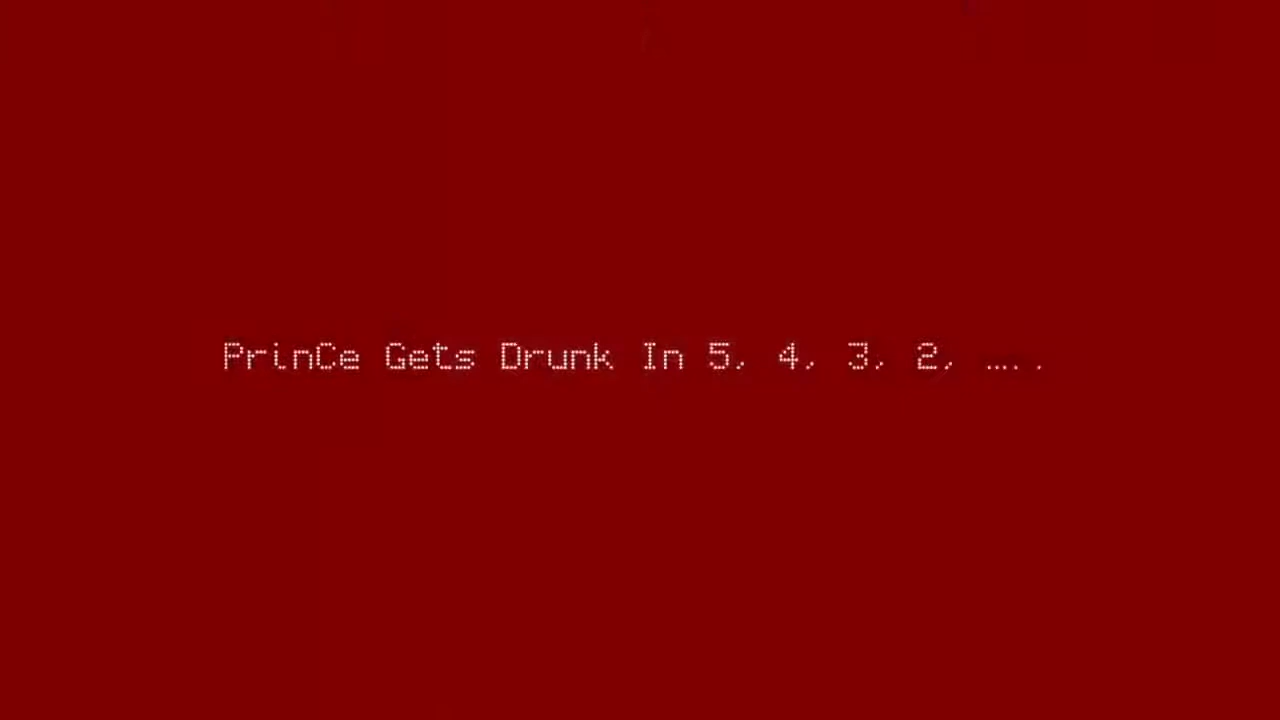 PrinCe Gets Drunk In 5, 4, 3, 2, .....